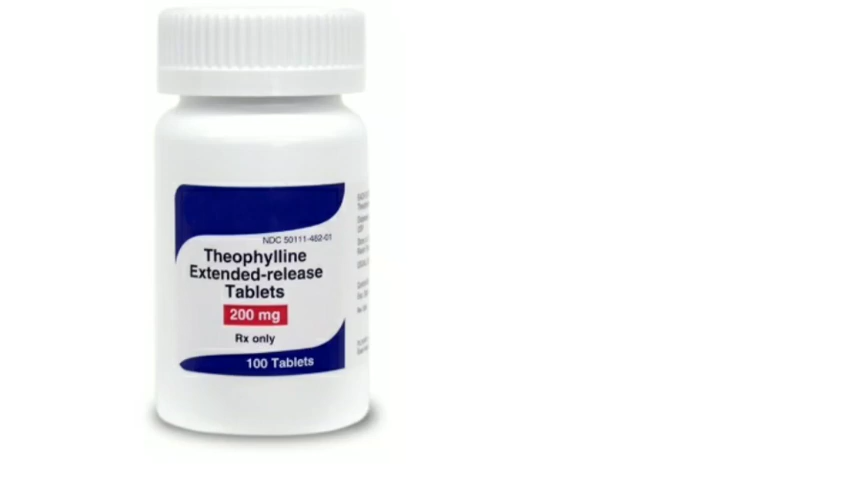 NDC 50111-482-01
Theophylline
Extended-release
Tablets
200 mg
Rx only
100 Tablets